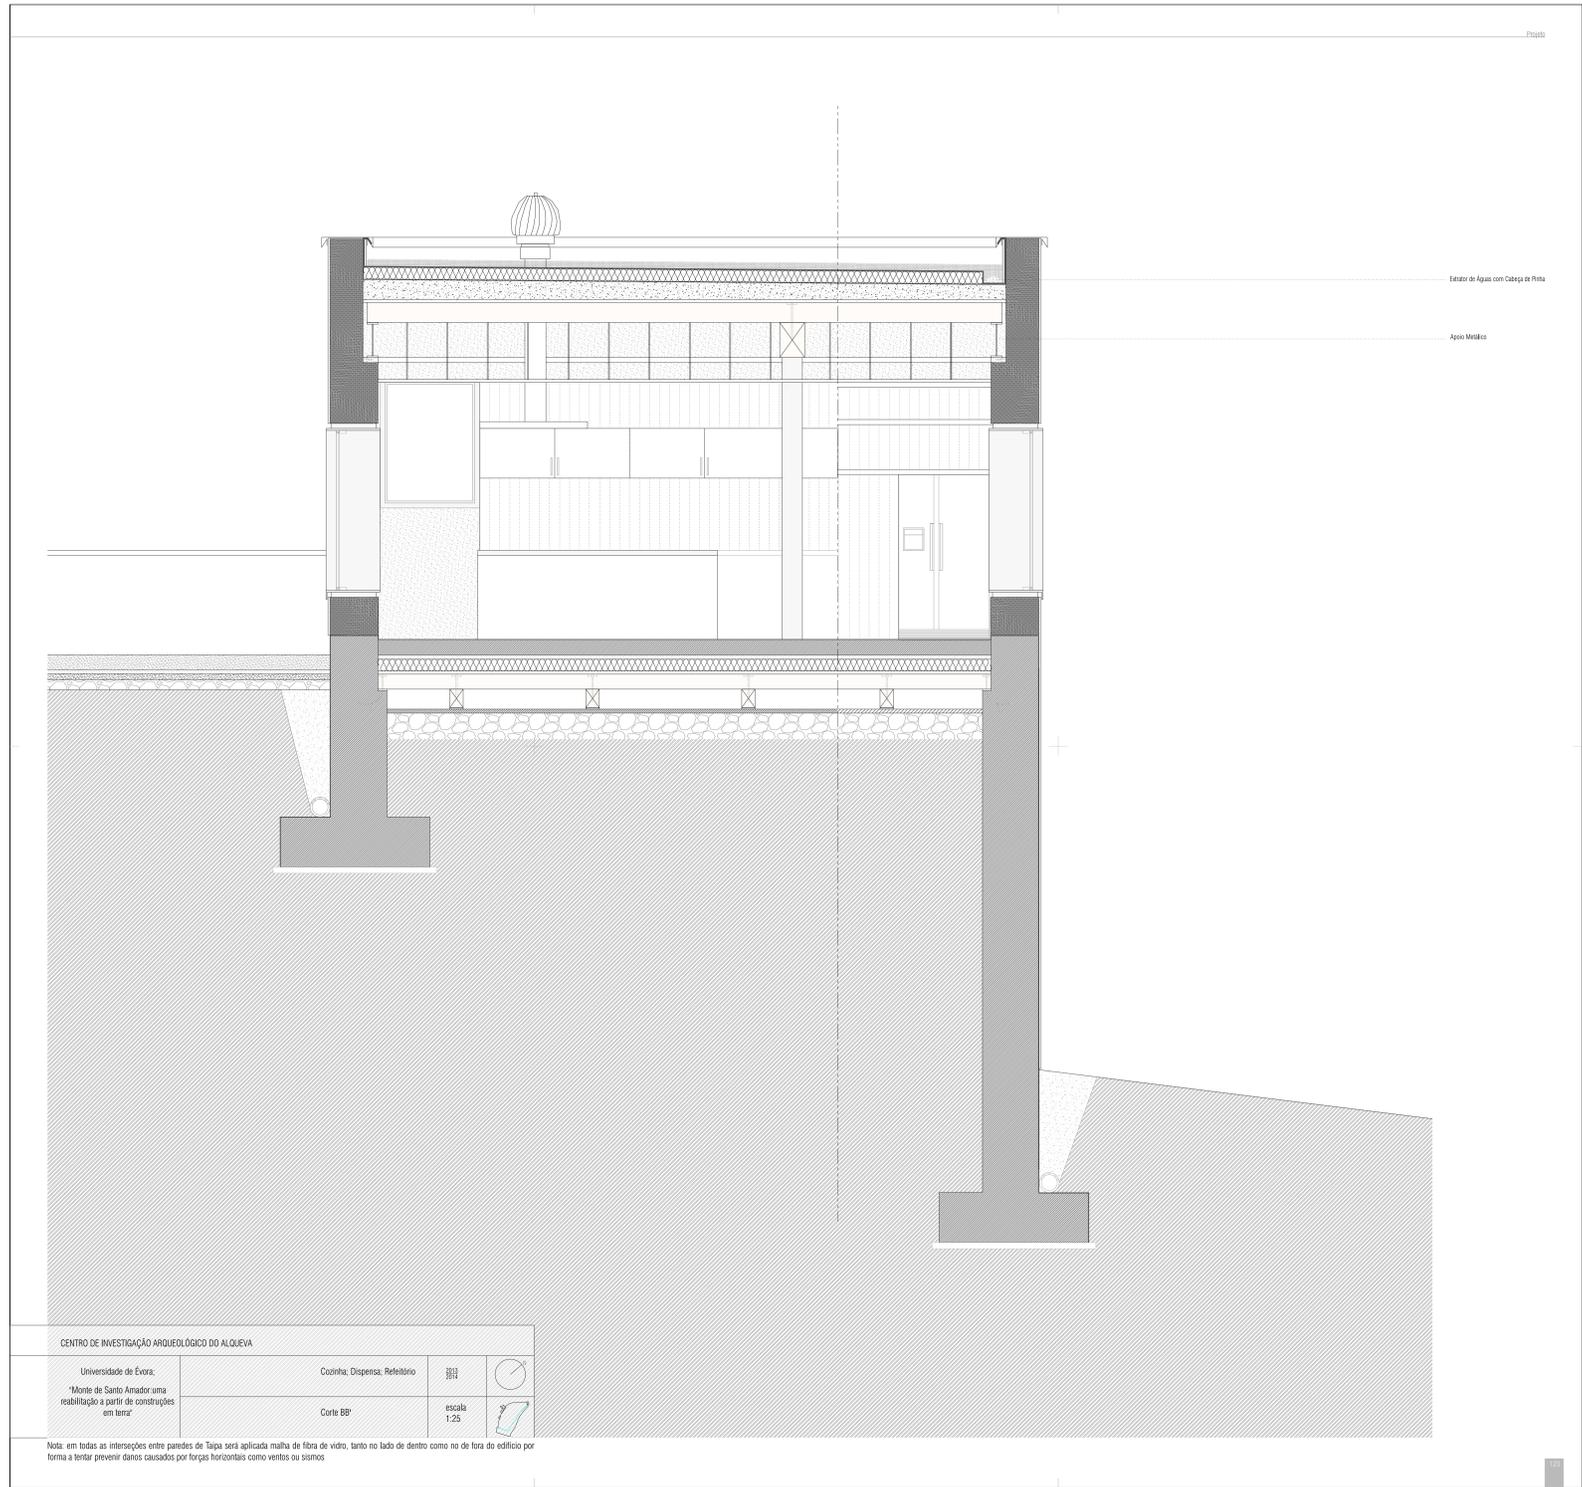 Projeto
Extrator de Águas com Cabeça de Pinha
Apoio Metálico
CENTRO DE INVESTIGAÇÃO ARQUEOLÓGICO DO ALQUEVA
Universidade de Évora;
"Monte de Santo Amador:uma
reabilitação a partir de construções
em terra"
Cozinha; Dispensa; Refeitório
2013
2014
Corte BB'
escala
1:25
Nota: em todas as interseções entre paredes de Taipa será aplicada malha de fibra de vidro, tanto no lado de dentro como no de fora do edifício por
forma a tentar prevenir danos causados por forças horizontais como ventos ou sismos